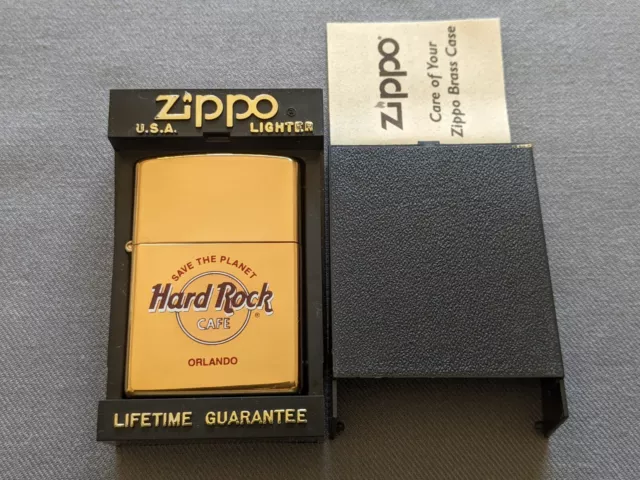 Zippo®
U.S.A. LIGHTER
SAVE THE PLANET
Hard Rock®
CAFE
ORLANDO
LIFETIME GUARANTEE
Zippo®
Care of Your
Zippo Brass Case